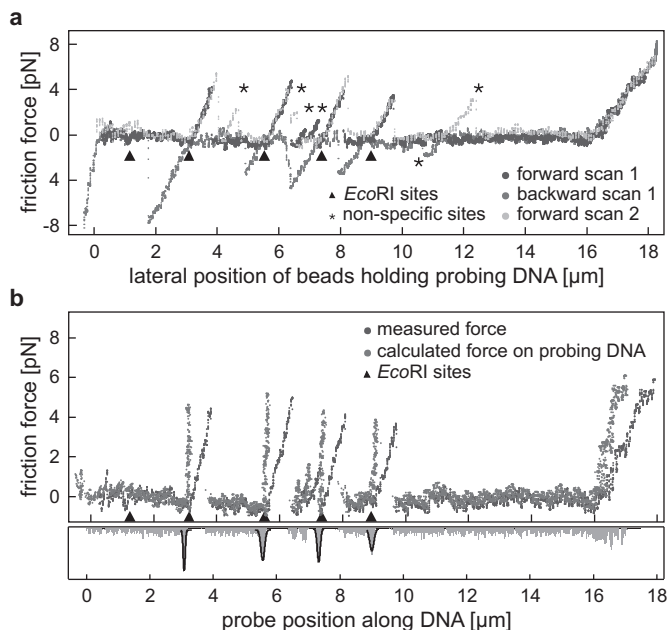 a
8
4
0
-4
-8
friction force [pN]
* * * * * *
▲ EcoRI sites
* non-specific sites
forward scan 1
backward scan 1
forward scan 2
0 2 4 6 8 10 12 14 16 18
lateral position of beads holding probing DNA [µm]
b
8
6
4
2
0
friction force [pN]
measured force
calculated force on probing DNA
▲ EcoRI sites
0 2 4 6 8 10 12 14 16 18
probe position along DNA [µm]